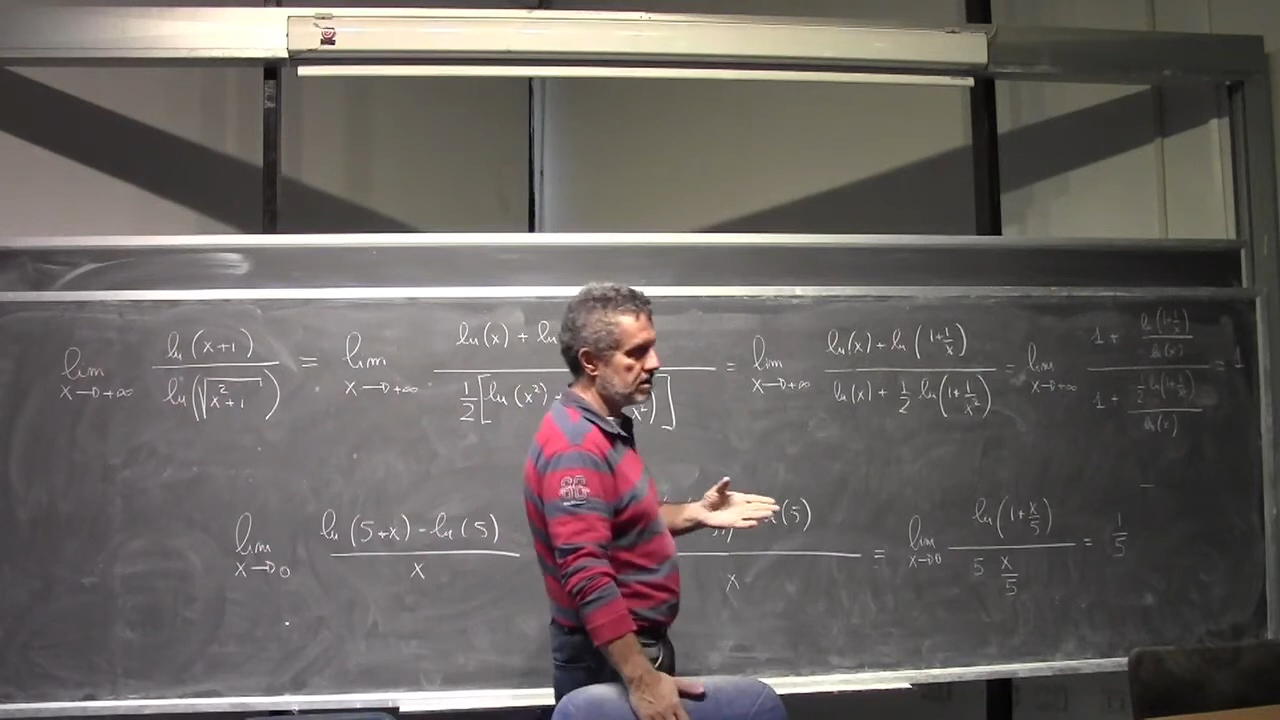 lim x→+∞ ln(x+1) / ln(√(x²+1)) = lim x→+∞ ln(x) + ln / ½[ln(x²) + x²)] = lim x→+∞ ln(x) + ln(1+1/x) / ln(x) + ½ ln(1+1/x²) = lim x→+∞ 1 + ln(1+1/x)/ln(x) / 1 + ½ ln(1+1/x²)/ln(x) = 1
lim x→0 ln(5+x) - ln(5) / x (5) / x = lim x→0 ln(1+x/5) / 5 x/5 = 1/5